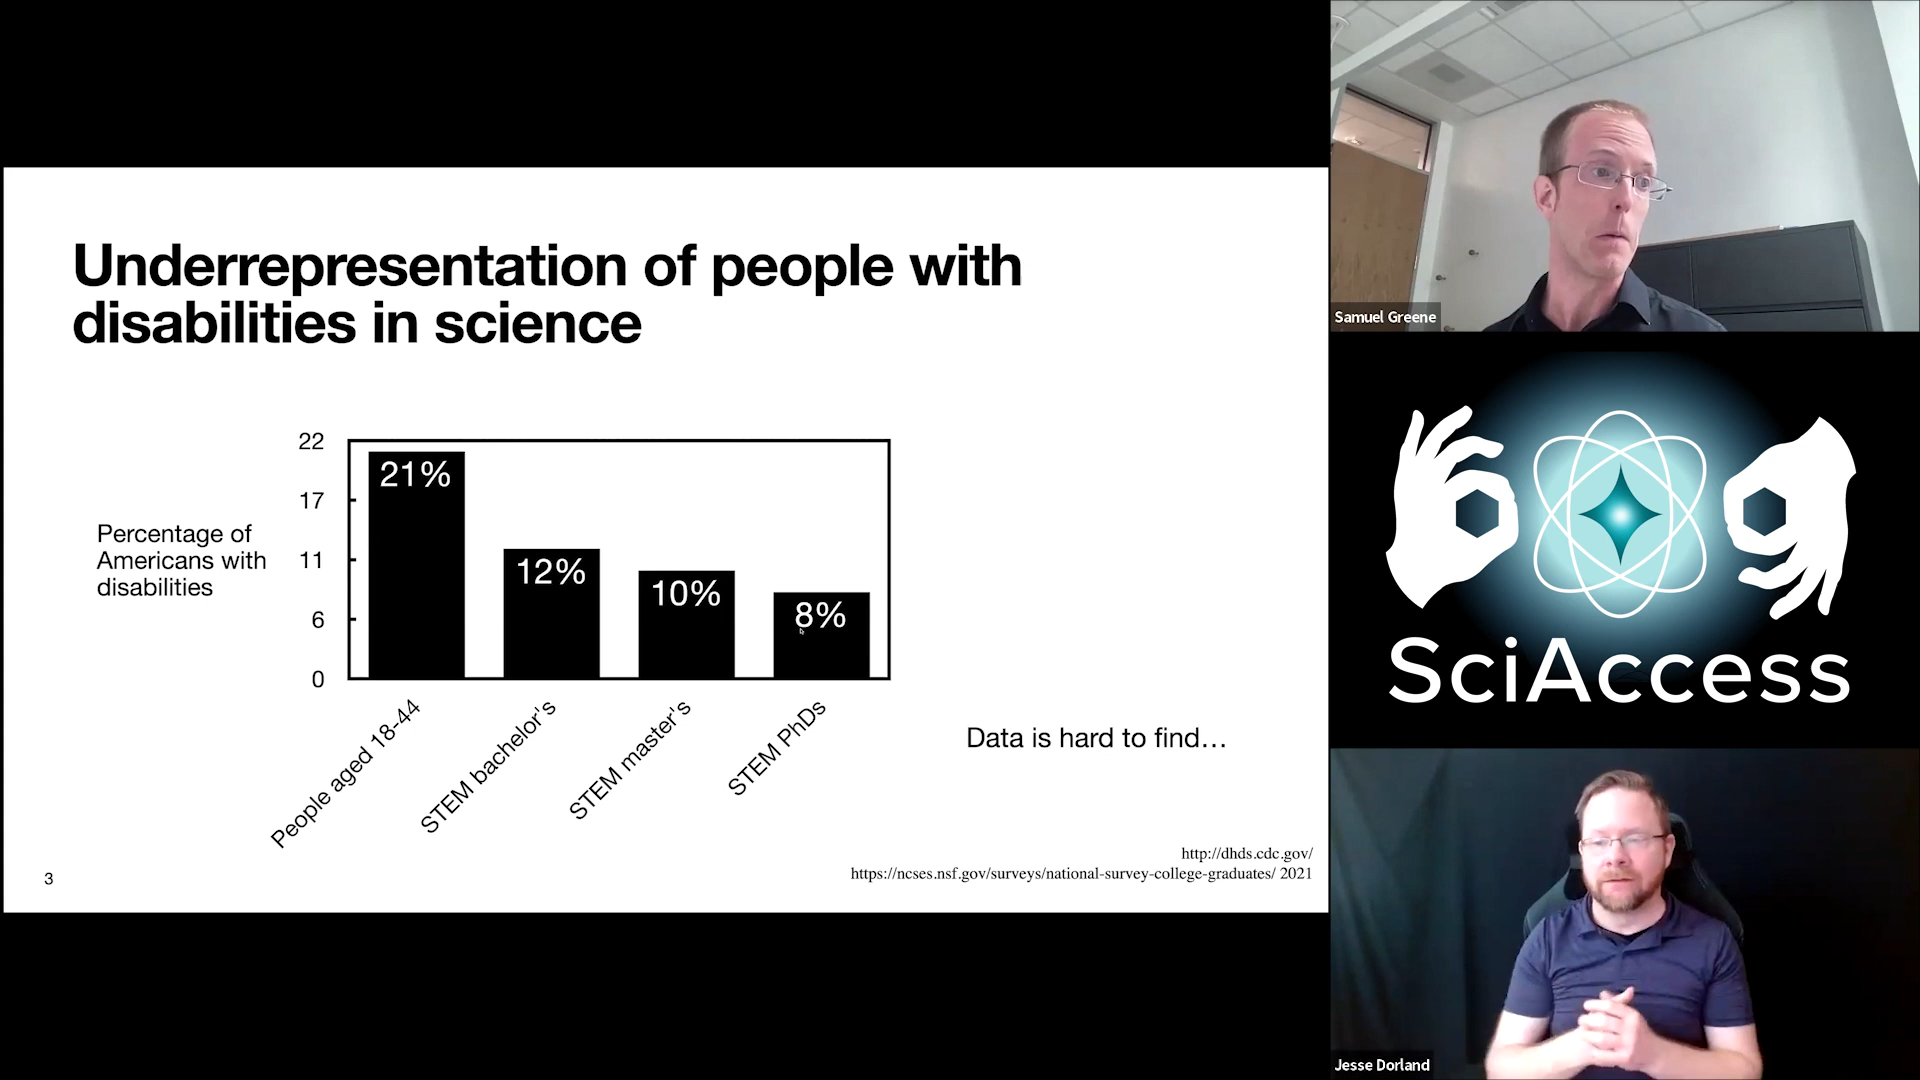 Underrepresentation of people with
disabilities in science
Percentage of
Americans with
disabilities
22
17
11
6
0
21%
12%
10%
8%
People aged 18-44
STEM bachelor's
STEM master's
STEM PhDs
Data is hard to find…
http://dhds.cdc.gov/
https://ncses.nsf.gov/surveys/national-survey-college-graduates/ 2021
3
Samuel Greene
SciAccess
Jesse Dorland